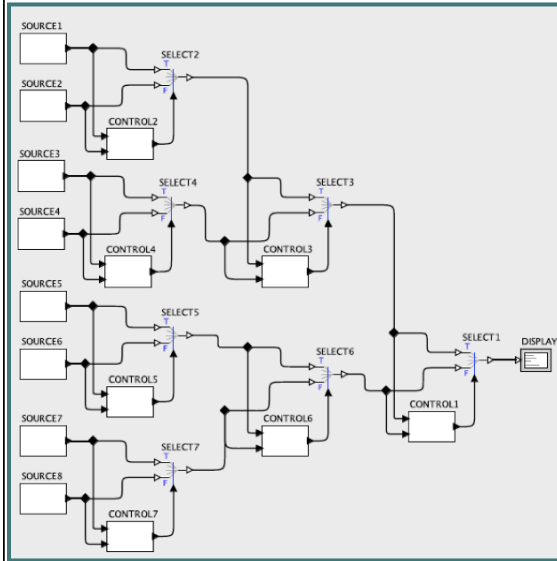 SOURCE1
SELECT2
T
SOURCE2
F
CONTROL2
SOURCE3
SELECT4
SELECT3
T
T
SOURCE4
F
F
CONTROL4
CONTROL3
SOURCE5
SELECT5
T
SELECT1
DISPLAY
SOURCE6
F
SELECT6
T
T
CONTROL5
F
F
SOURCE7
CONTROL6
CONTROL1
SELECT7
T
SOURCE8
F
CONTROL7